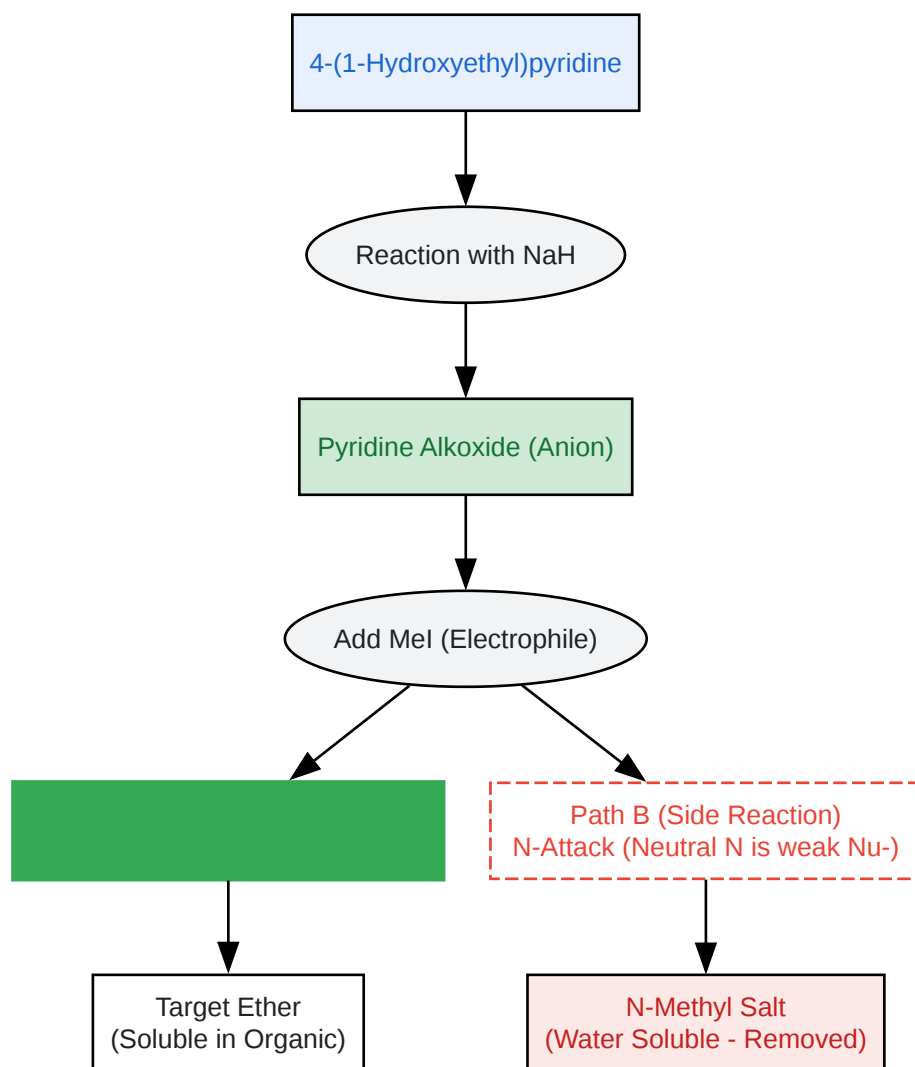 4-(1-Hydroxyethyl)pyridine
Reaction with NaH
Pyridine Alkoxide (Anion)
Add MeI (Electrophile)
Path B (Side Reaction)
N-Attack (Neutral N is weak Nu-)
Target Ether
(Soluble in Organic)
N-Methyl Salt
(Water Soluble - Removed)